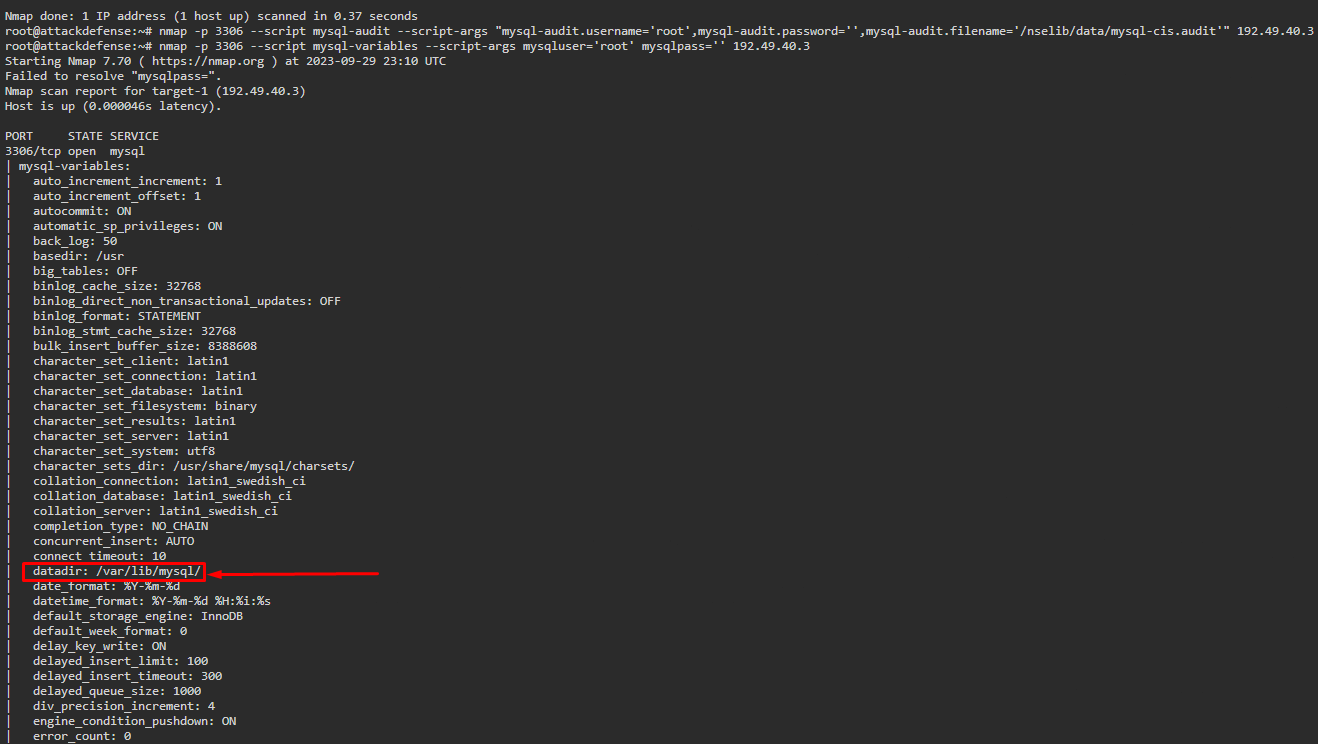 Nmap done: 1 IP address (1 host up) scanned in 0.37 seconds
root@attackdefense:~# nmap -p 3306 --script mysql-audit --script-args "mysql-audit.username='root',mysql-audit.password='',mysql-audit.filename='/nselib/data/mysql-cis.audit'" 192.49.40.3
root@attackdefense:~# nmap -p 3306 --script mysql-variables --script-args mysqluser='root' mysqlpass='' 192.49.40.3
Starting Nmap 7.70 ( https://nmap.org ) at 2023-09-29 23:10 UTC
Failed to resolve "mysqlpass=".
Nmap scan report for target-1 (192.49.40.3)
Host is up (0.000046s latency).
PORT     STATE SERVICE
3306/tcp open  mysql
| mysql-variables:
|   auto_increment_increment: 1
|   auto_increment_offset: 1
|   autocommit: ON
|   automatic_sp_privileges: ON
|   back_log: 50
|   basedir: /usr
|   big_tables: OFF
|   binlog_cache_size: 32768
|   binlog_direct_non_transactional_updates: OFF
|   binlog_format: STATEMENT
|   binlog_stmt_cache_size: 32768
|   bulk_insert_buffer_size: 8388608
|   character_set_client: latin1
|   character_set_connection: latin1
|   character_set_database: latin1
|   character_set_filesystem: binary
|   character_set_results: latin1
|   character_set_server: latin1
|   character_set_system: utf8
|   character_sets_dir: /usr/share/mysql/charsets/
|   collation_connection: latin1_swedish_ci
|   collation_database: latin1_swedish_ci
|   collation_server: latin1_swedish_ci
|   completion_type: NO_CHAIN
|   concurrent_insert: AUTO
|   connect_timeout: 10
|   datadir: /var/lib/mysql/
|   date_format: %Y-%m-%d
|   datetime_format: %Y-%m-%d %H:%i:%s
|   default_storage_engine: InnoDB
|   default_week_format: 0
|   delay_key_write: ON
|   delayed_insert_limit: 100
|   delayed_insert_timeout: 300
|   delayed_queue_size: 1000
|   div_precision_increment: 4
|   engine_condition_pushdown: ON
|   error_count: 0